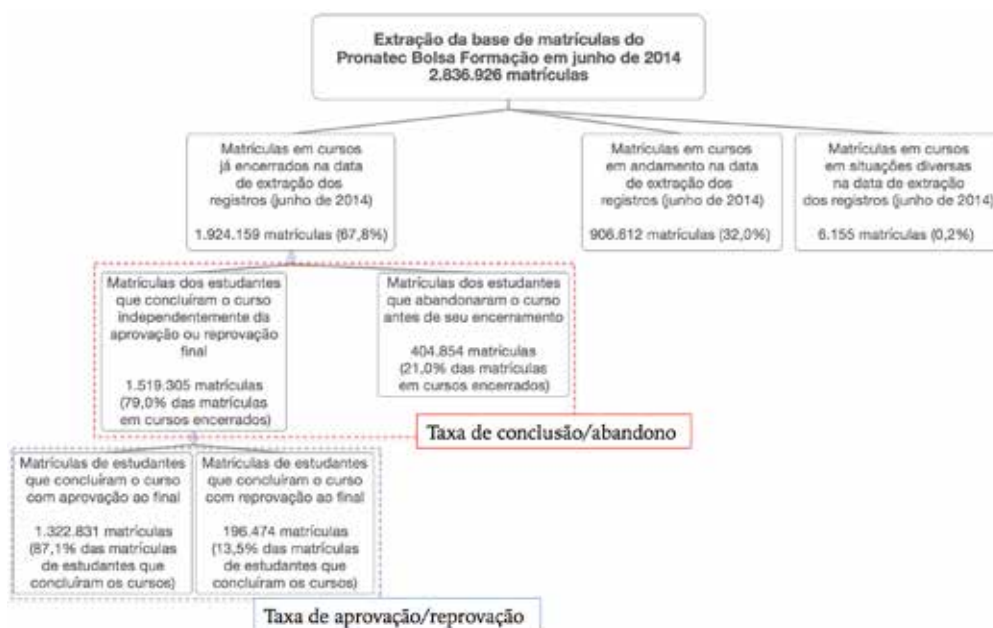 Extração da base de matrículas do
Pronatec Bolsa Formação em junho de 2014
2.836.926 matrículas
Matrículas em cursos
já encerrados na data
de extração dos
registros (junho de 2014)
1.924.159 matrículas (67,8%)
Matrículas em cursos
em andamento na data
de extração dos
registros (junho de 2014)
906.612 matrículas (32,0%)
Matrículas em cursos
em situações diversas
na data de extração
dos registros (junho de 2014)
6.155 matrículas (0,2%)
Matrículas dos estudantes
que concluíram o curso
independentemente da
aprovação ou reprovação
final
1.519.305 matrículas
(79,0% das matrículas
em cursos encerrados)
Matrículas dos estudantes
que abandonaram o curso
antes de seu encerramento
404.854 matrículas
(21,0% das matrículas
em cursos encerrados)
Taxa de conclusão/abandono
Matrículas de estudantes
que concluíram o curso
com aprovação ao final
1.322.831 matrículas
(87,1% das matrículas
de estudantes que
concluíram os cursos)
Matrículas de estudantes
que concluíram o curso
com reprovação ao final
196.474 matrículas
(13,5% das matrículas
de estudantes que
concluíram os cursos)
Taxa de aprovação/reprovação